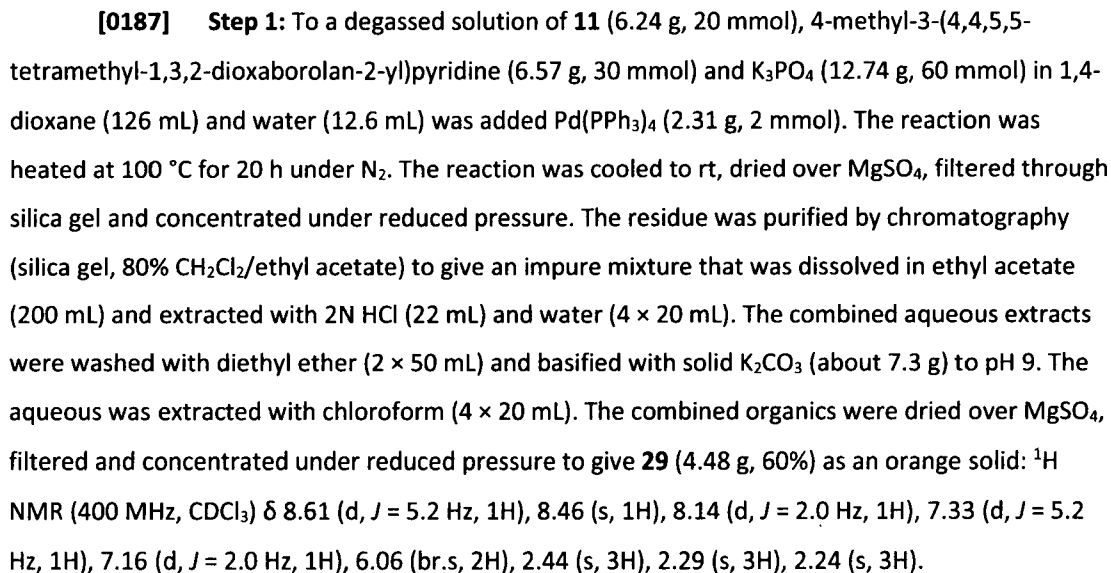 [0187] Step 1: To a degassed solution of 11 (6.24 g, 20 mmol), 4-methyl-3-(4,4,5,5-
tetramethyl-1,3,2-dioxaborolan-2-yl)pyridine (6.57 g, 30 mmol) and K₃PO₄ (12.74 g, 60 mmol) in 1,4-
dioxane (126 mL) and water (12.6 mL) was added Pd(PPh₃)₄ (2.31 g, 2 mmol). The reaction was
heated at 100 °C for 20 h under N₂. The reaction was cooled to rt, dried over MgSO₄, filtered through
silica gel and concentrated under reduced pressure. The residue was purified by chromatography
(silica gel, 80% CH₂Cl₂/ethyl acetate) to give an impure mixture that was dissolved in ethyl acetate
(200 mL) and extracted with 2N HCl (22 mL) and water (4 × 20 mL). The combined aqueous extracts
were washed with diethyl ether (2 × 50 mL) and basified with solid K₂CO₃ (about 7.3 g) to pH 9. The
aqueous was extracted with chloroform (4 × 20 mL). The combined organics were dried over MgSO₄,
filtered and concentrated under reduced pressure to give 29 (4.48 g, 60%) as an orange solid: ¹H
NMR (400 MHz, CDCl₃) δ 8.61 (d, J = 5.2 Hz, 1H), 8.46 (s, 1H), 8.14 (d, J = 2.0 Hz, 1H), 7.33 (d, J = 5.2
Hz, 1H), 7.16 (d, J = 2.0 Hz, 1H), 6.06 (br.s, 2H), 2.44 (s, 3H), 2.29 (s, 3H), 2.24 (s, 3H).